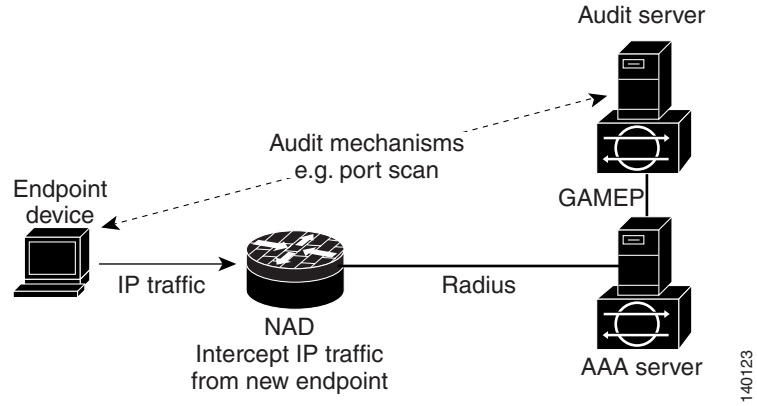 Audit server
Audit mechanisms
e.g. port scan
Endpoint
device
GAMEP
IP traffic
Radius
NAD
Intercept IP traffic
from new endpoint
AAA server
140123